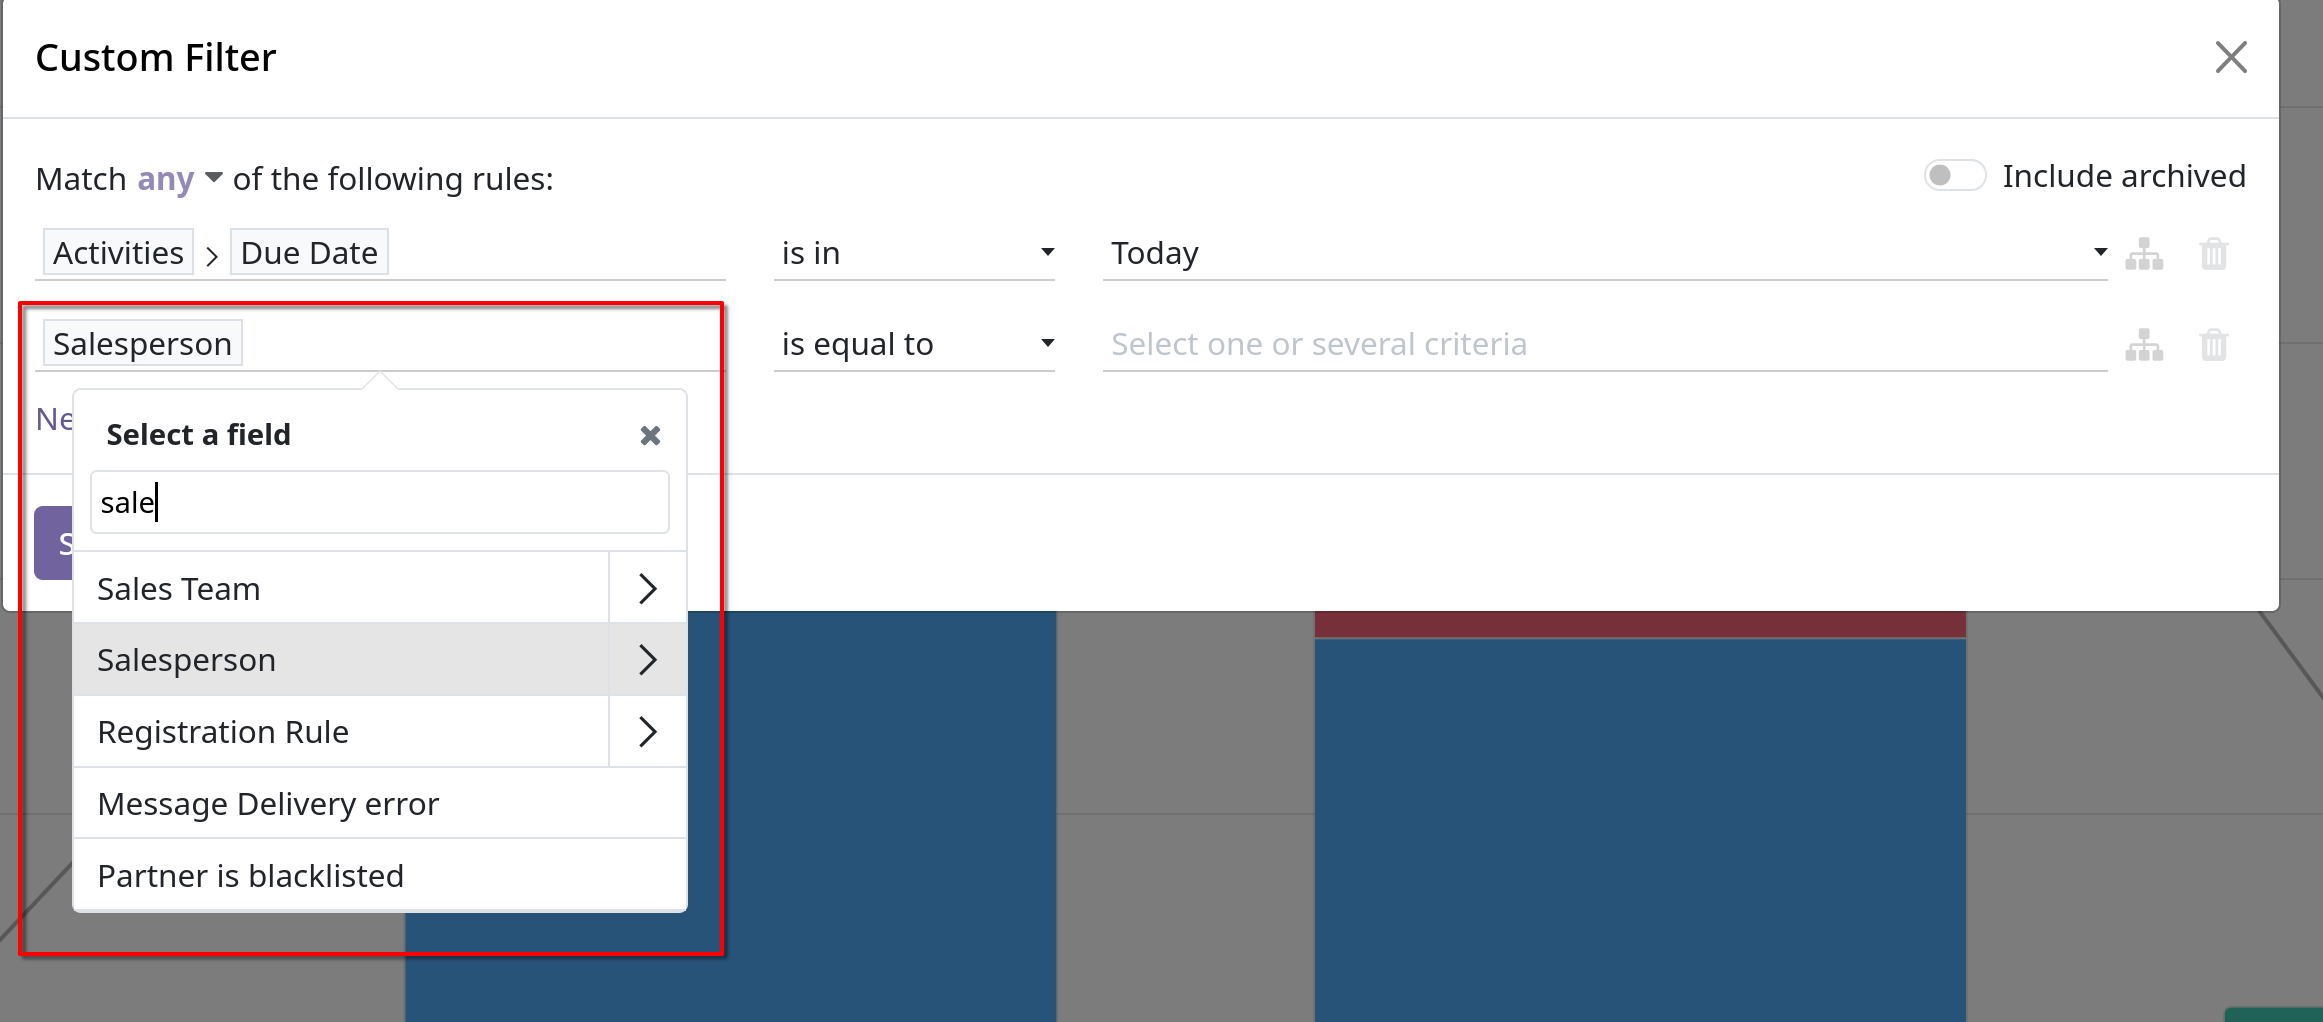 Custom Filter
Match any of the following rules:
Include archived
Activities > Due Date is in Today
Salesperson is equal to Select one or several criteria
Select a field
sale
Sales Team
Salesperson
Registration Rule
Message Delivery error
Partner is blacklisted